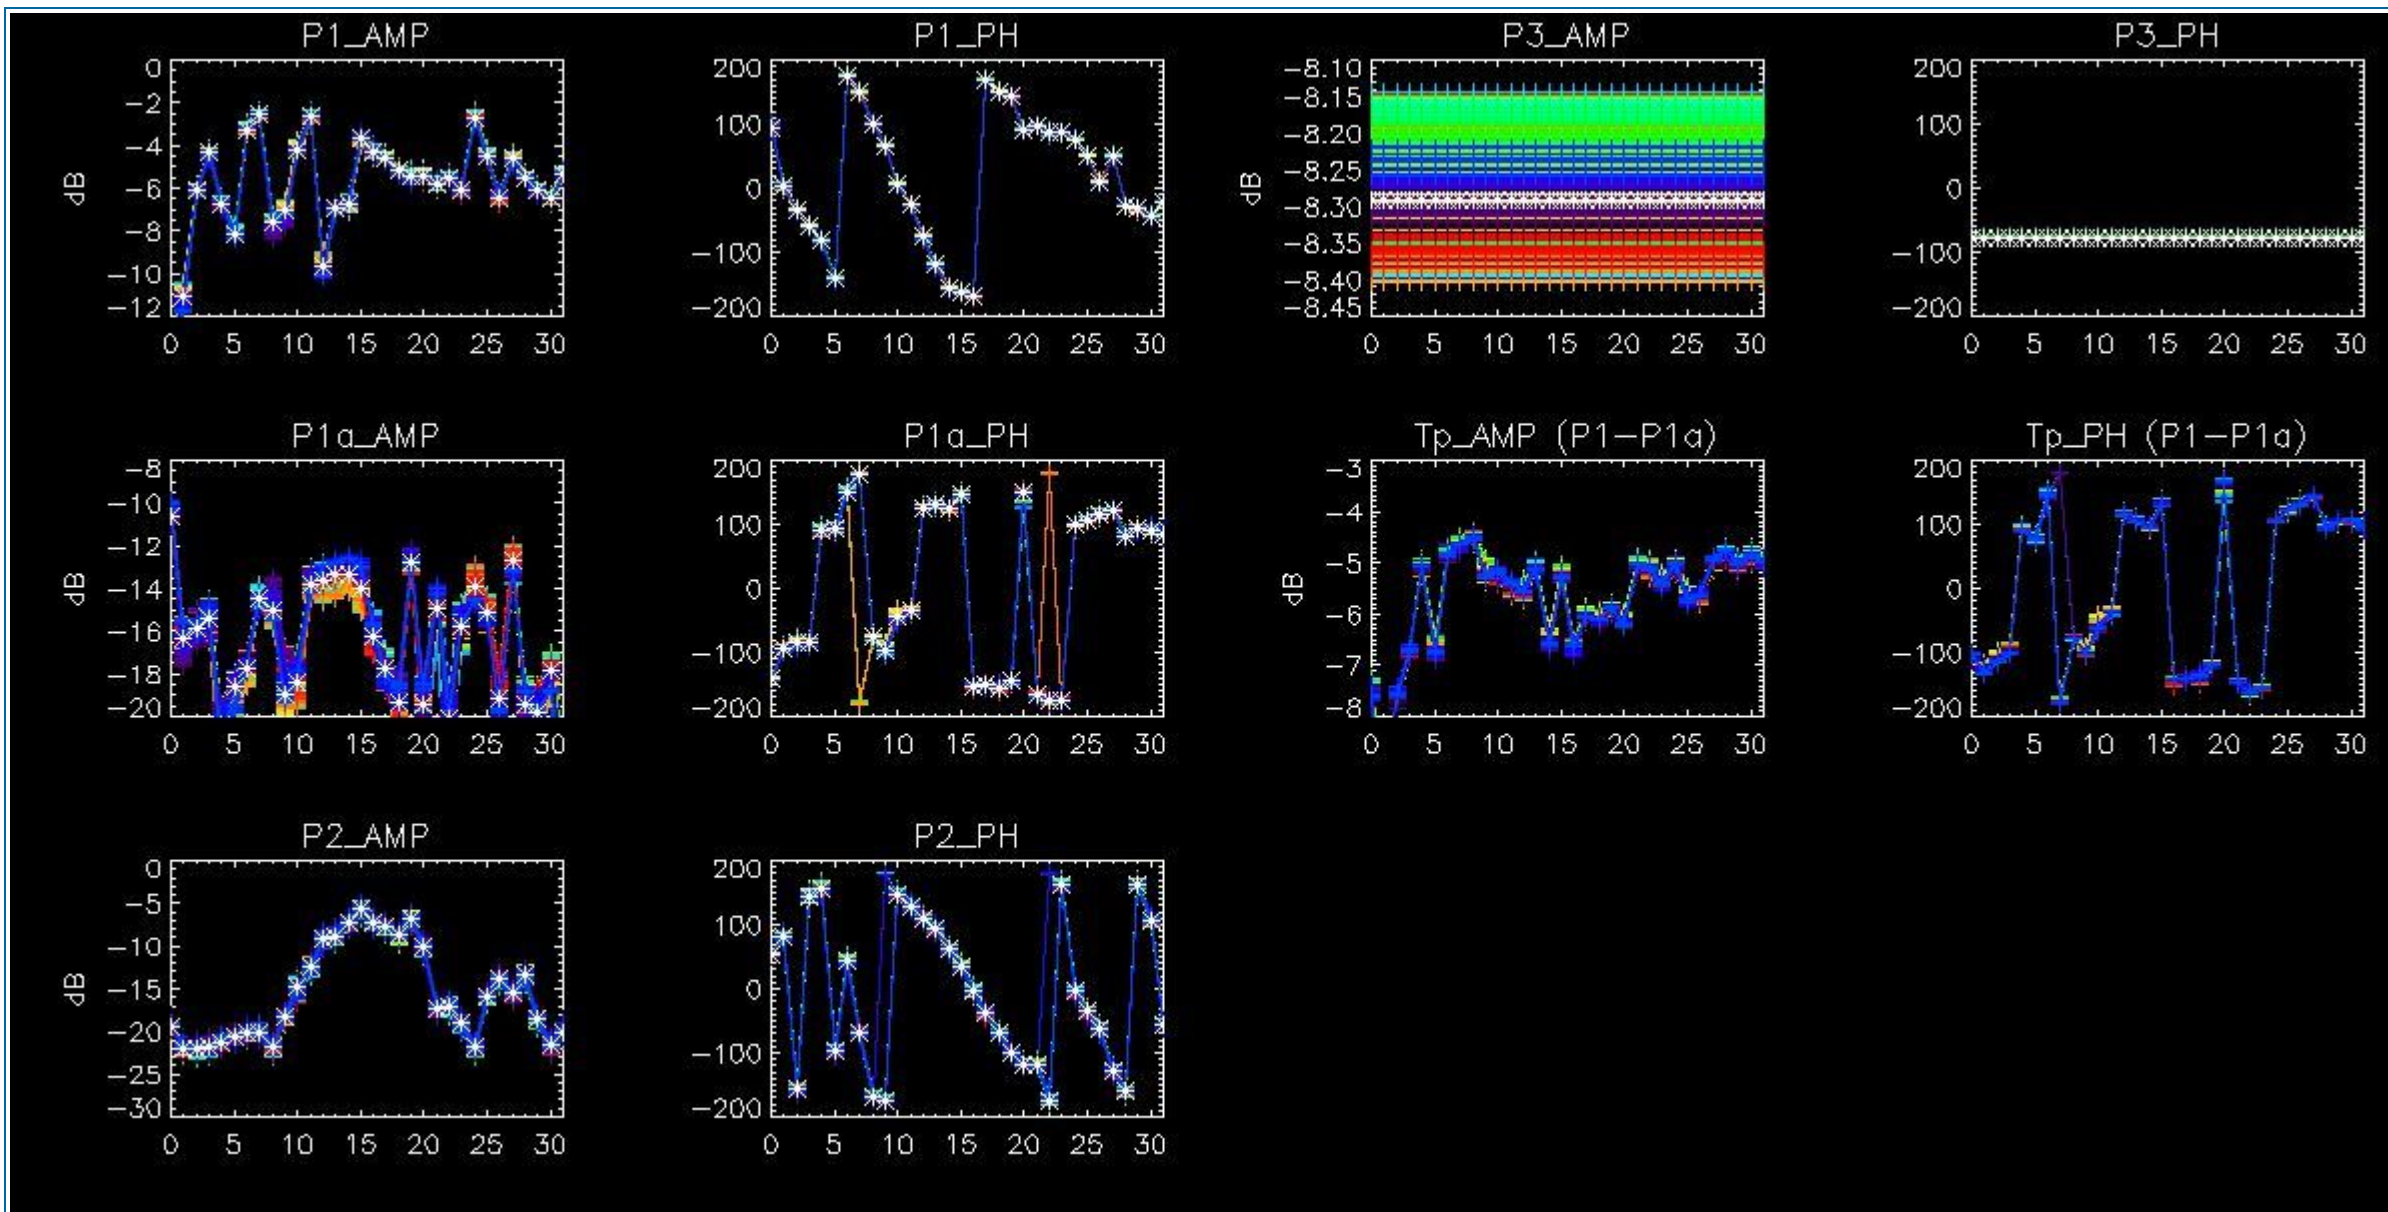 P1_AMP P1_PH P3_AMP P3_PH
0 200 −8.10 200
−2 100 −8.15 100
−4 0 −8.20 0
−6 −100 −8.25 −100
−8 −200 −8.30 −200
−10 −8.35
−12 −8.40
−8.45
dB dB
0 5 10 15 20 25 30 0 5 10 15 20 25 30 0 5 10 15 20 25 30 0 5 10 15 20 25 30
P1a_AMP P1a_PH Tp_AMP (P1−P1a) Tp_PH (P1−P1a)
−8 200 −3 200
−10 100 −4 100
−12 0 −5 0
−14 −100 −6 −100
−16 −200 −7 −200
−18 −8
−20
dB dB
0 5 10 15 20 25 30 0 5 10 15 20 25 30 0 5 10 15 20 25 30 0 5 10 15 20 25 30
P2_AMP P2_PH
0 200
−5 100
−10 0
−15 −100
−20 −200
−25
−30
dB
0 5 10 15 20 25 30 0 5 10 15 20 25 30